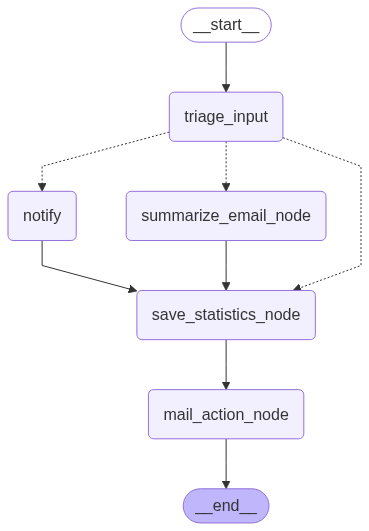 __start__
triage_input
notify
summarize_email_node
save_statistics_node
mail_action_node
__end__